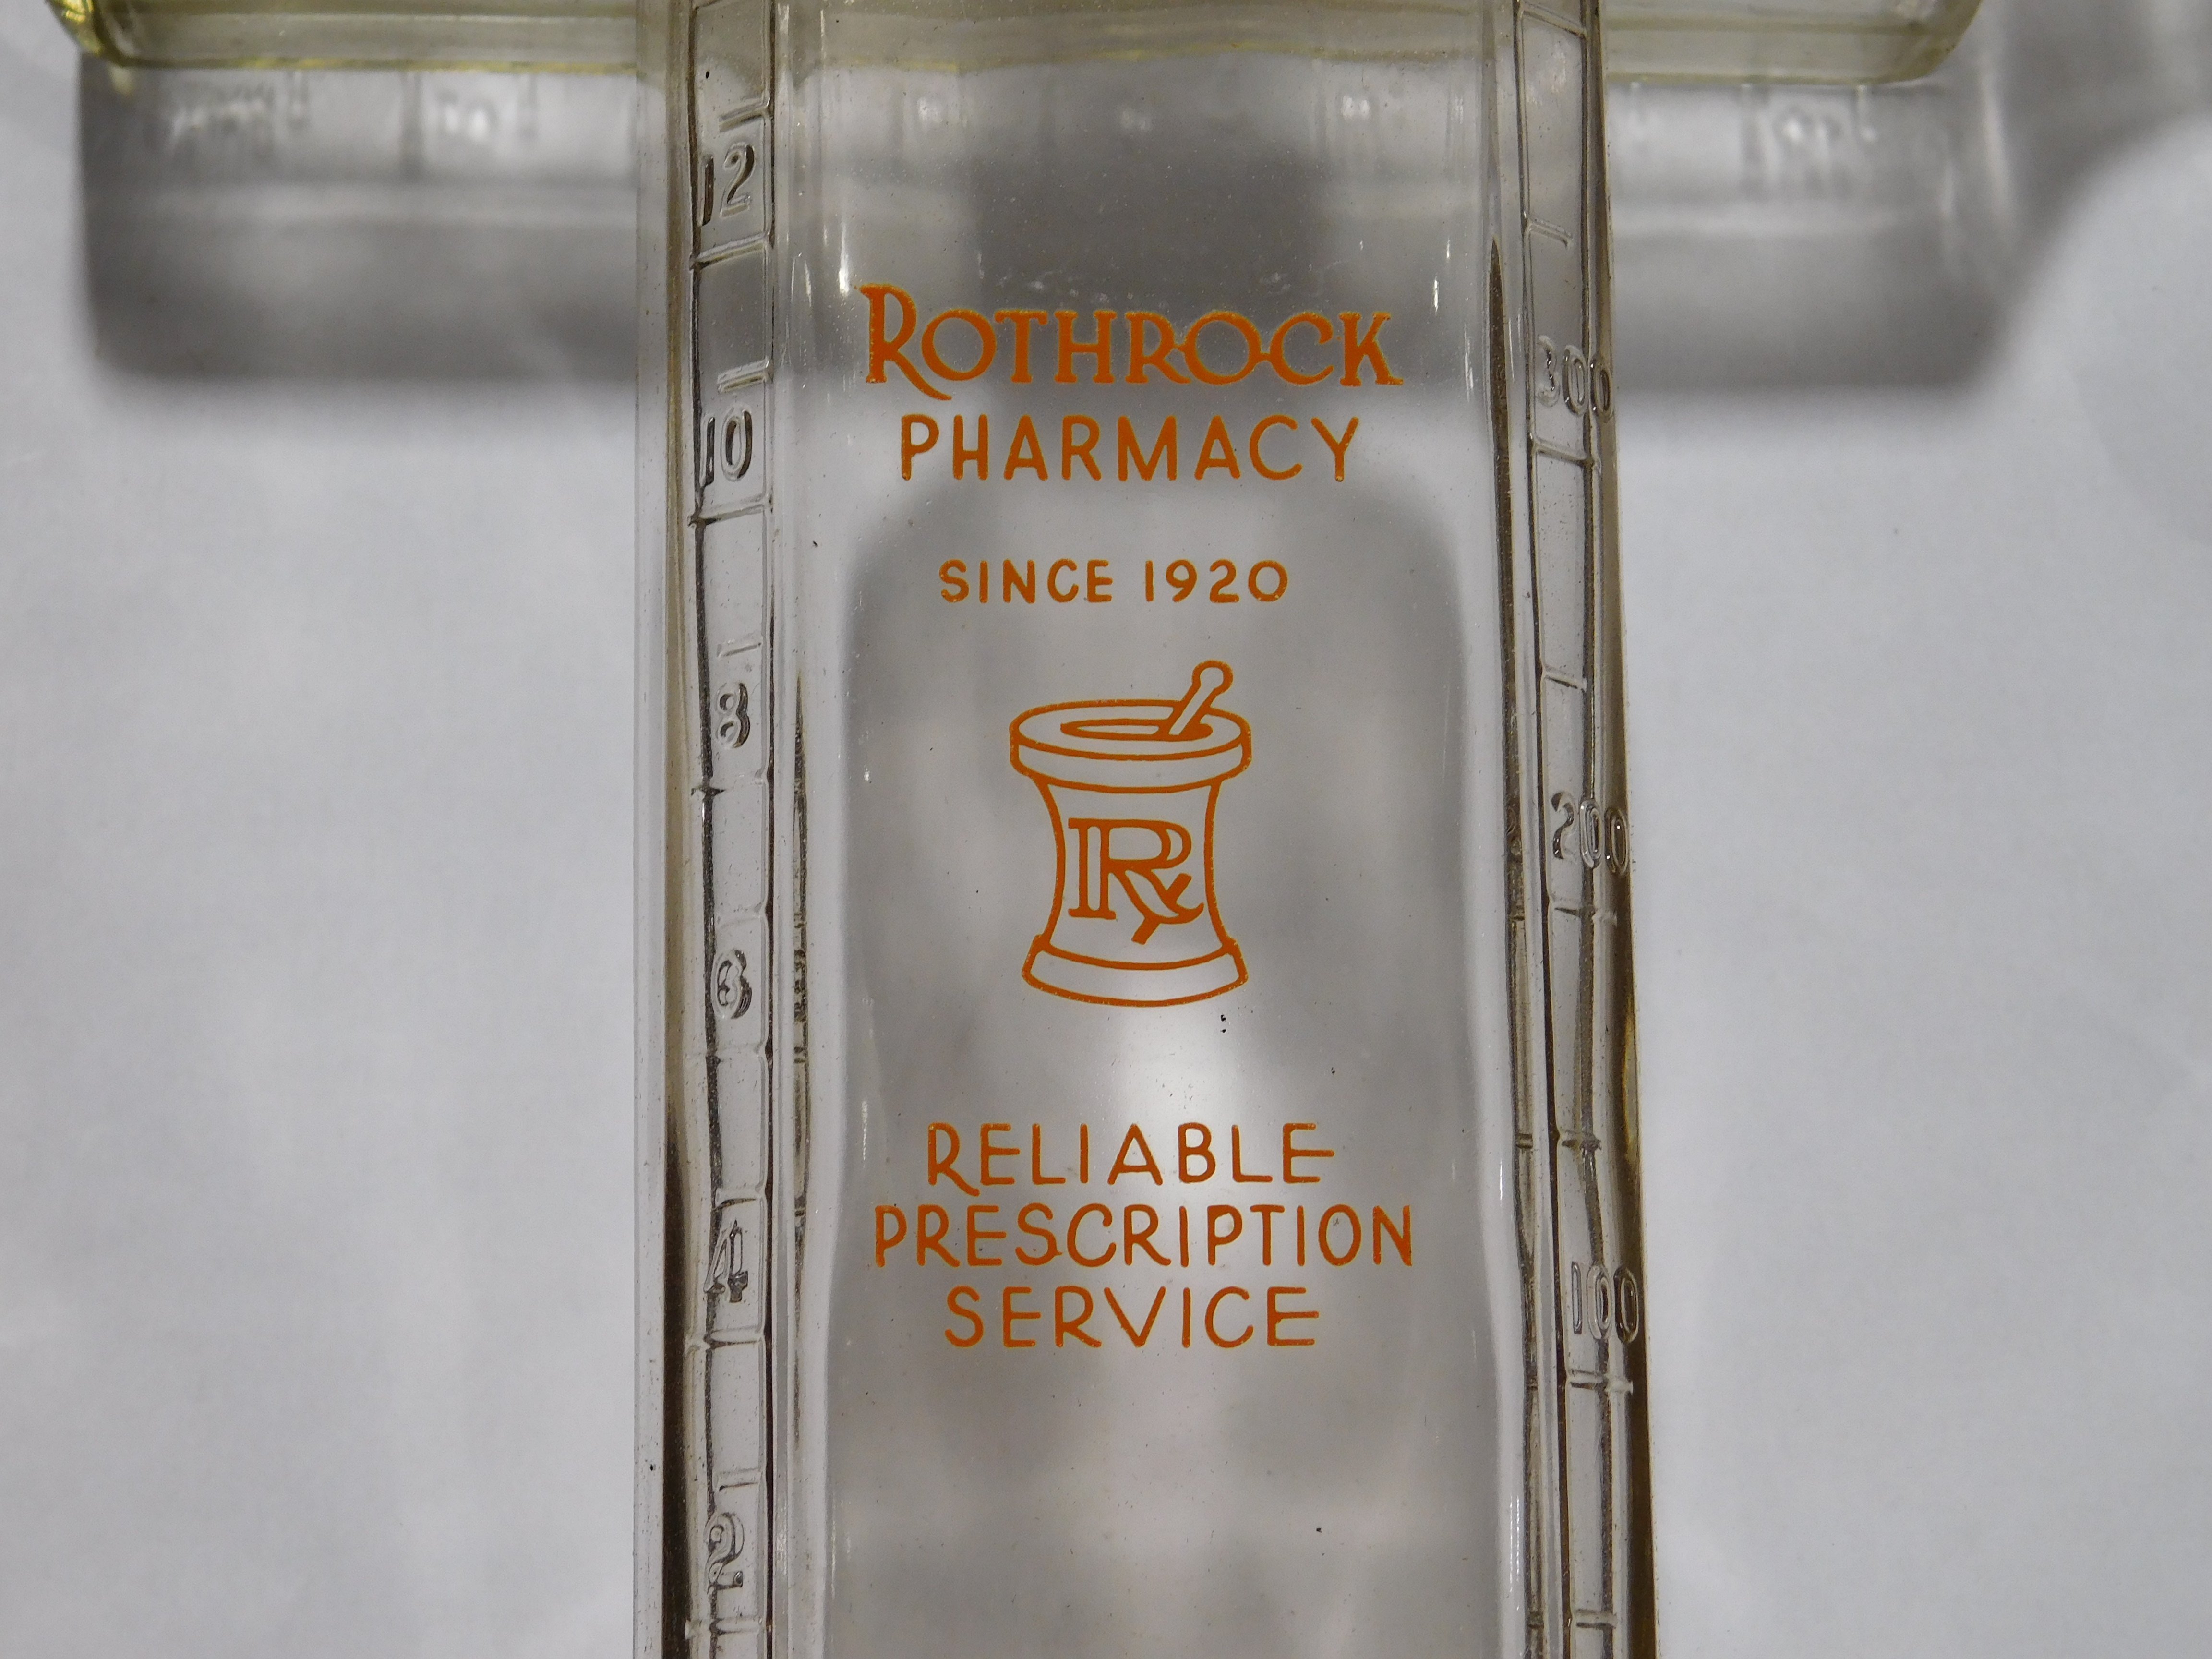 ROTHROCK
PHARMACY
SINCE 1920
Rx
RELIABLE
PRESCRIPTION
SERVICE
12
10
8
6
4
2
300
200
100